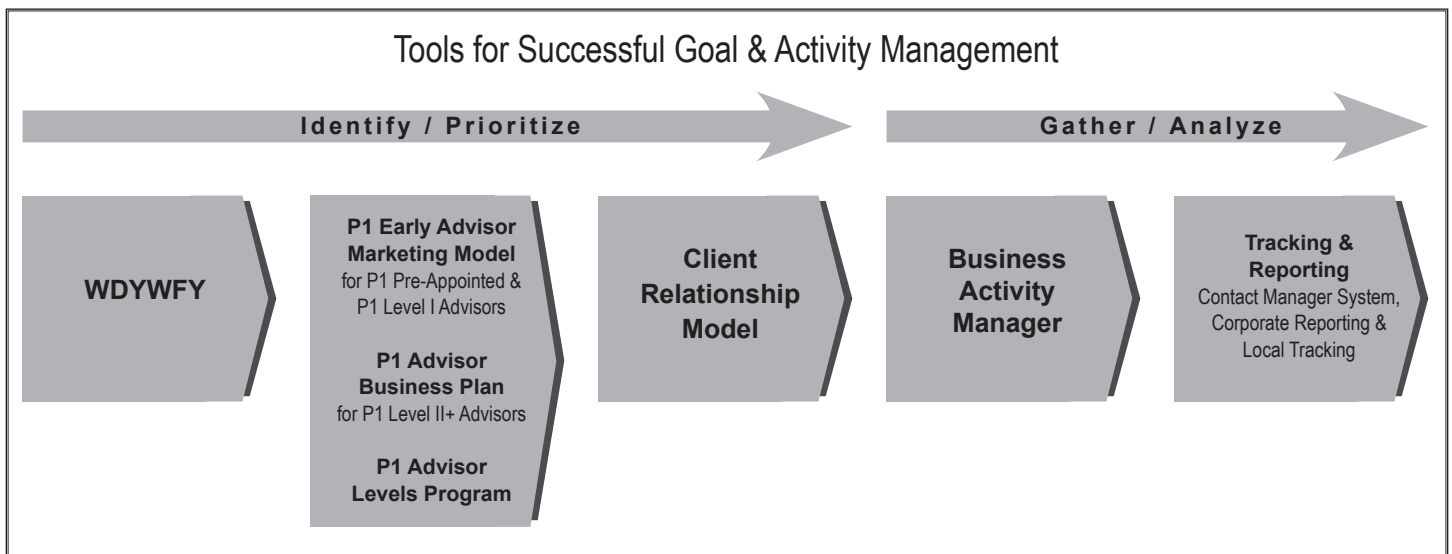 Tools for Successful Goal & Activity Management
Identify / Prioritize
Gather / Analyze
WDYWFY
P1 Early Advisor
Marketing Model
for P1 Pre-Appointed &
P1 Level I Advisors
P1 Advisor
Business Plan
for P1 Level II+ Advisors
P1 Advisor
Levels Program
Client
Relationship
Model
Business
Activity
Manager
Tracking &
Reporting
Contact Manager System,
Corporate Reporting &
Local Tracking